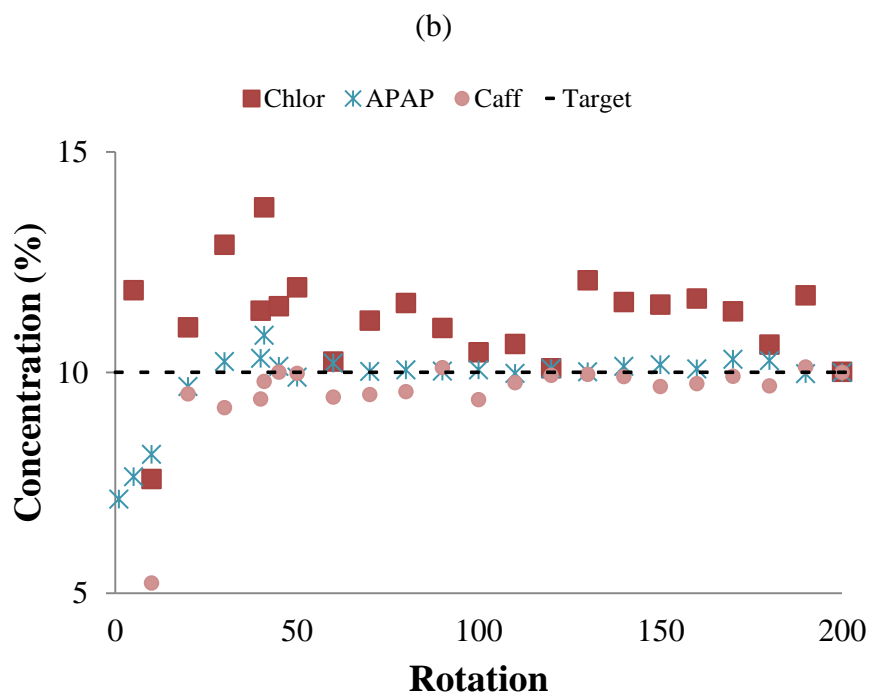 (b)
Chlor APAP Caff Target
15
10
5
Concentration (%)
0 50 100 150 200
Rotation